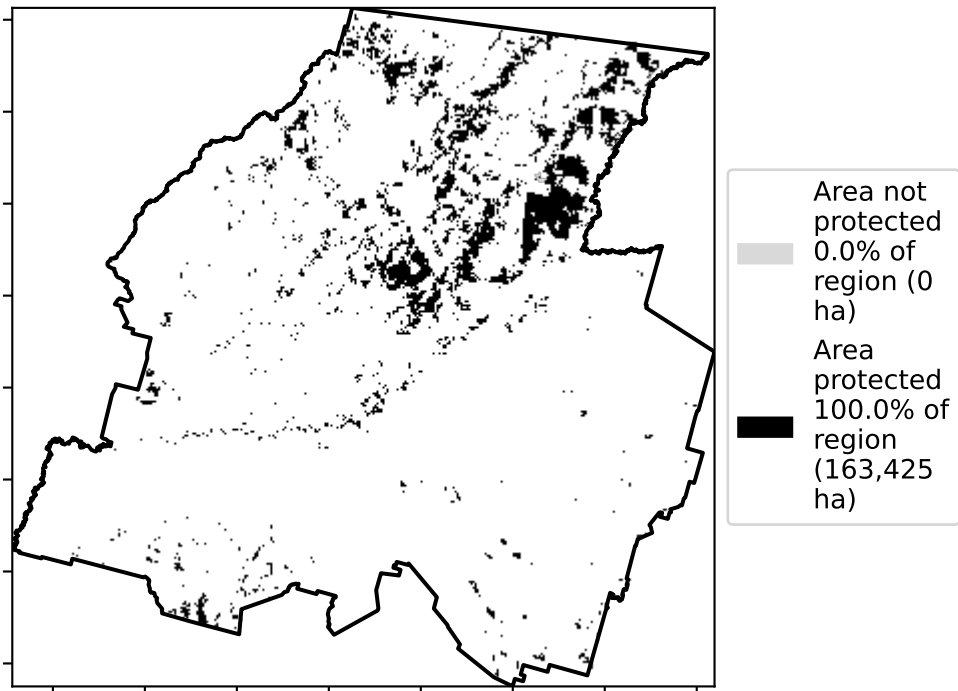 Area not
protected
0.0% of
region (0
ha)
Area
protected
100.0% of
region
(163,425
ha)